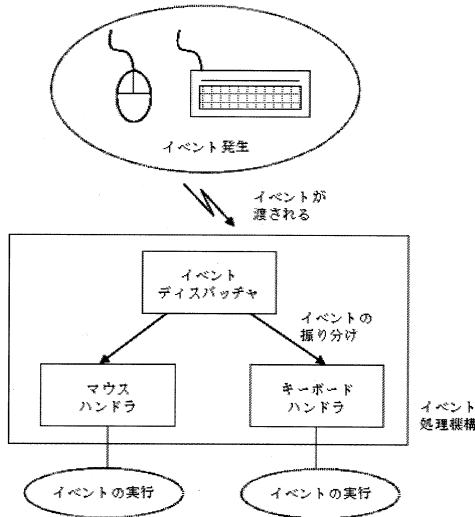 イベント発生
イベントが
渡される
イベント
ディスパッチャ
イベントの
振り分け
マウス
ハンドラ
キーボード
ハンドラ
イベント
処理機構
イベントの実行
イベントの実行